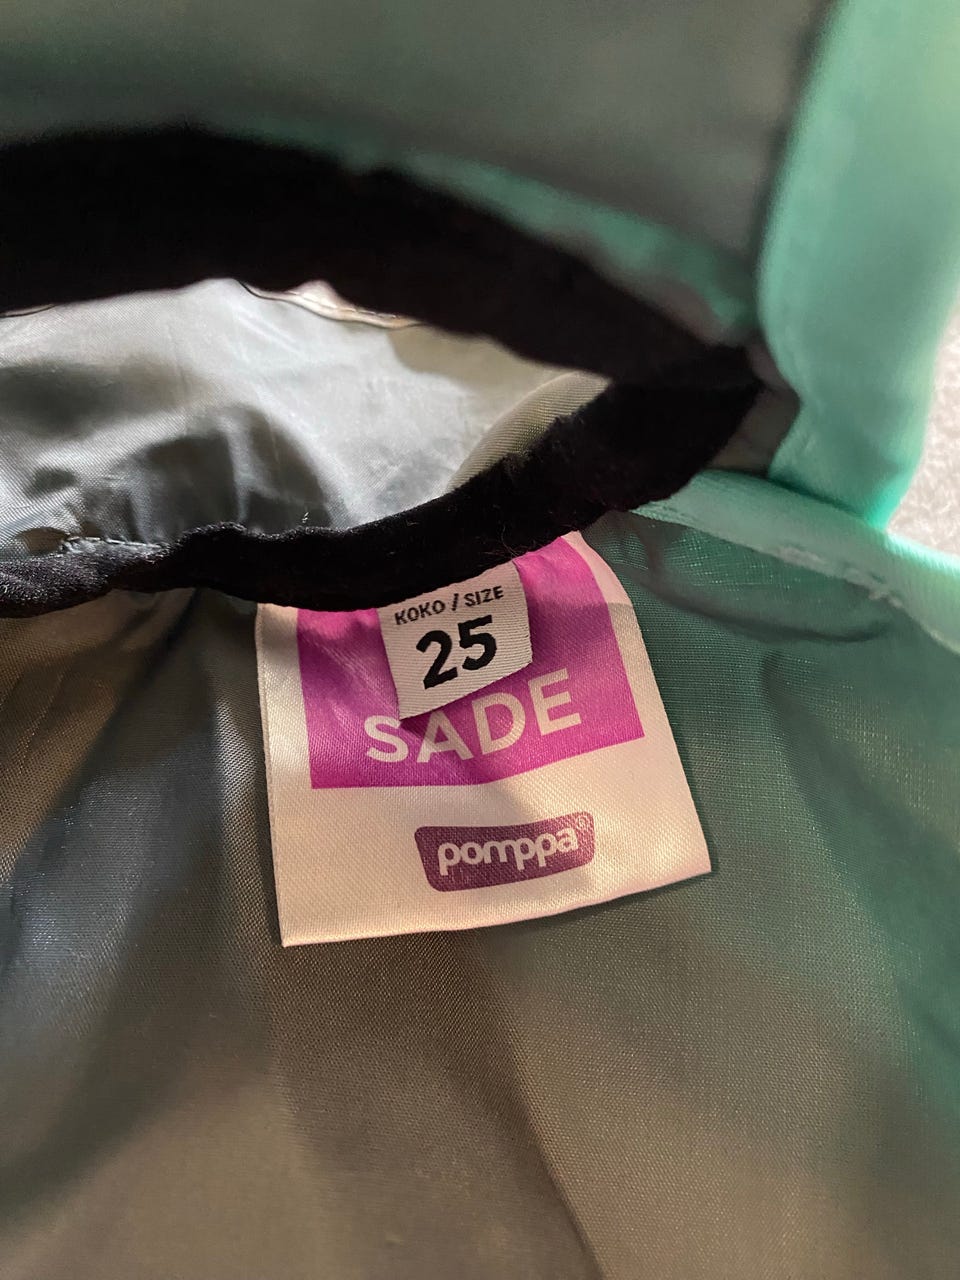 KOKO / SIZE
25
SADE
pomppa®